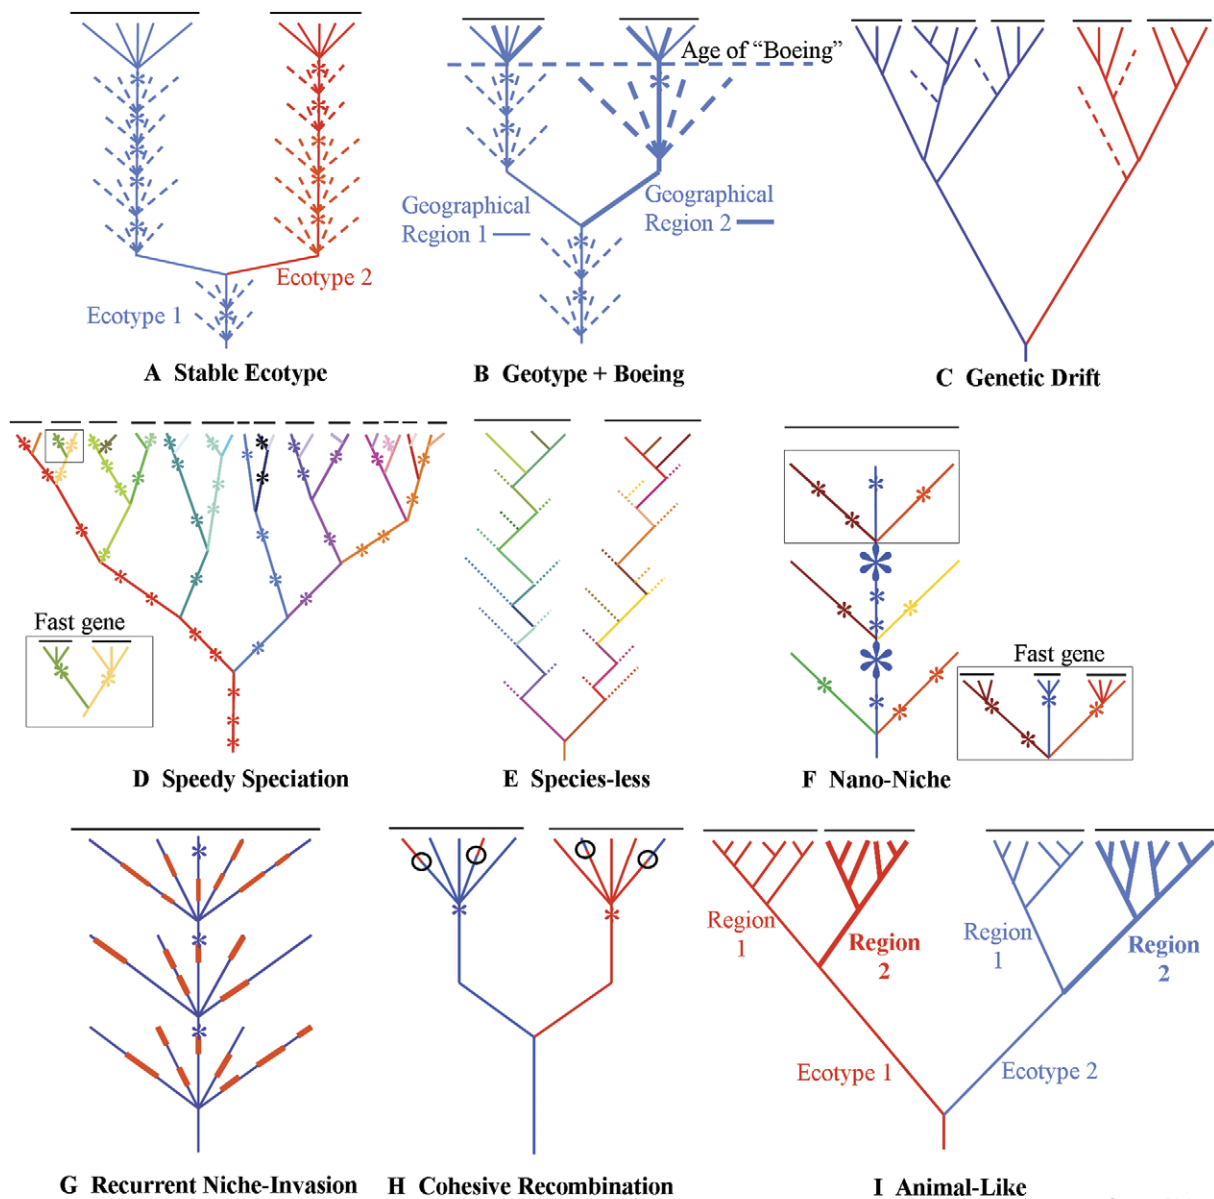 Age of “Boeing”
Geographical
Region 1
Geographical
Region 2
Ecotype 1
Ecotype 2
A Stable Ecotype
B Geotype + Boeing
C Genetic Drift
Fast gene
Fast gene
D Speedy Speciation
E Species-less
F Nano-Niche
Region
1
Region
2
Region
1
Region
2
Ecotype 1
Ecotype 2
G Recurrent Niche-Invasion
H Cohesive Recombination
I Animal-Like